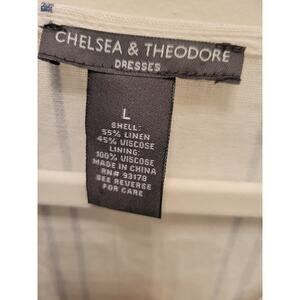 CHELSEA & THEODORE
DRESSES
L
SHELL:
55% LINEN
45% VISCOSE
LINING:
100% VISCOSE
MADE IN CHINA
RN# 93178
SEE REVERSE
FOR CARE